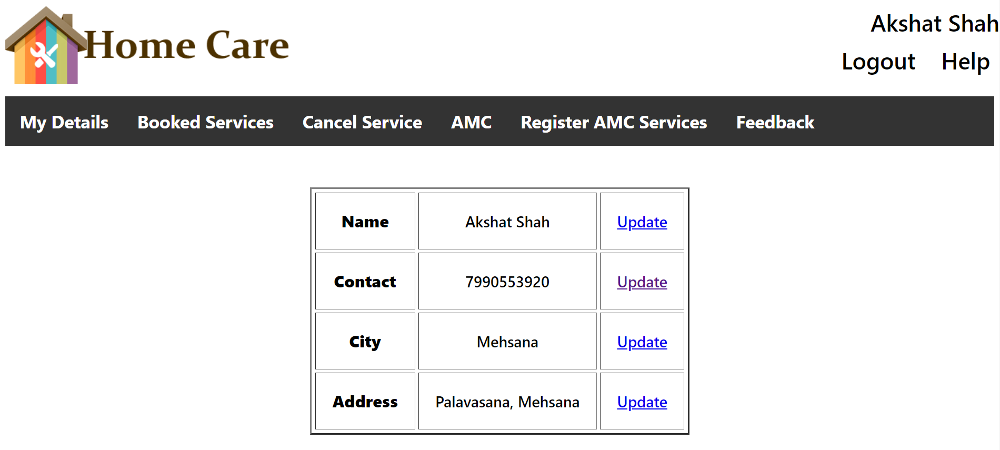 Home Care
Akshat Shah
Logout Help
My Details Booked Services Cancel Service AMC Register AMC Services Feedback
Name Akshat Shah Update
Contact 7990553920 Update
City Mehsana Update
Address Palavasana, Mehsana Update